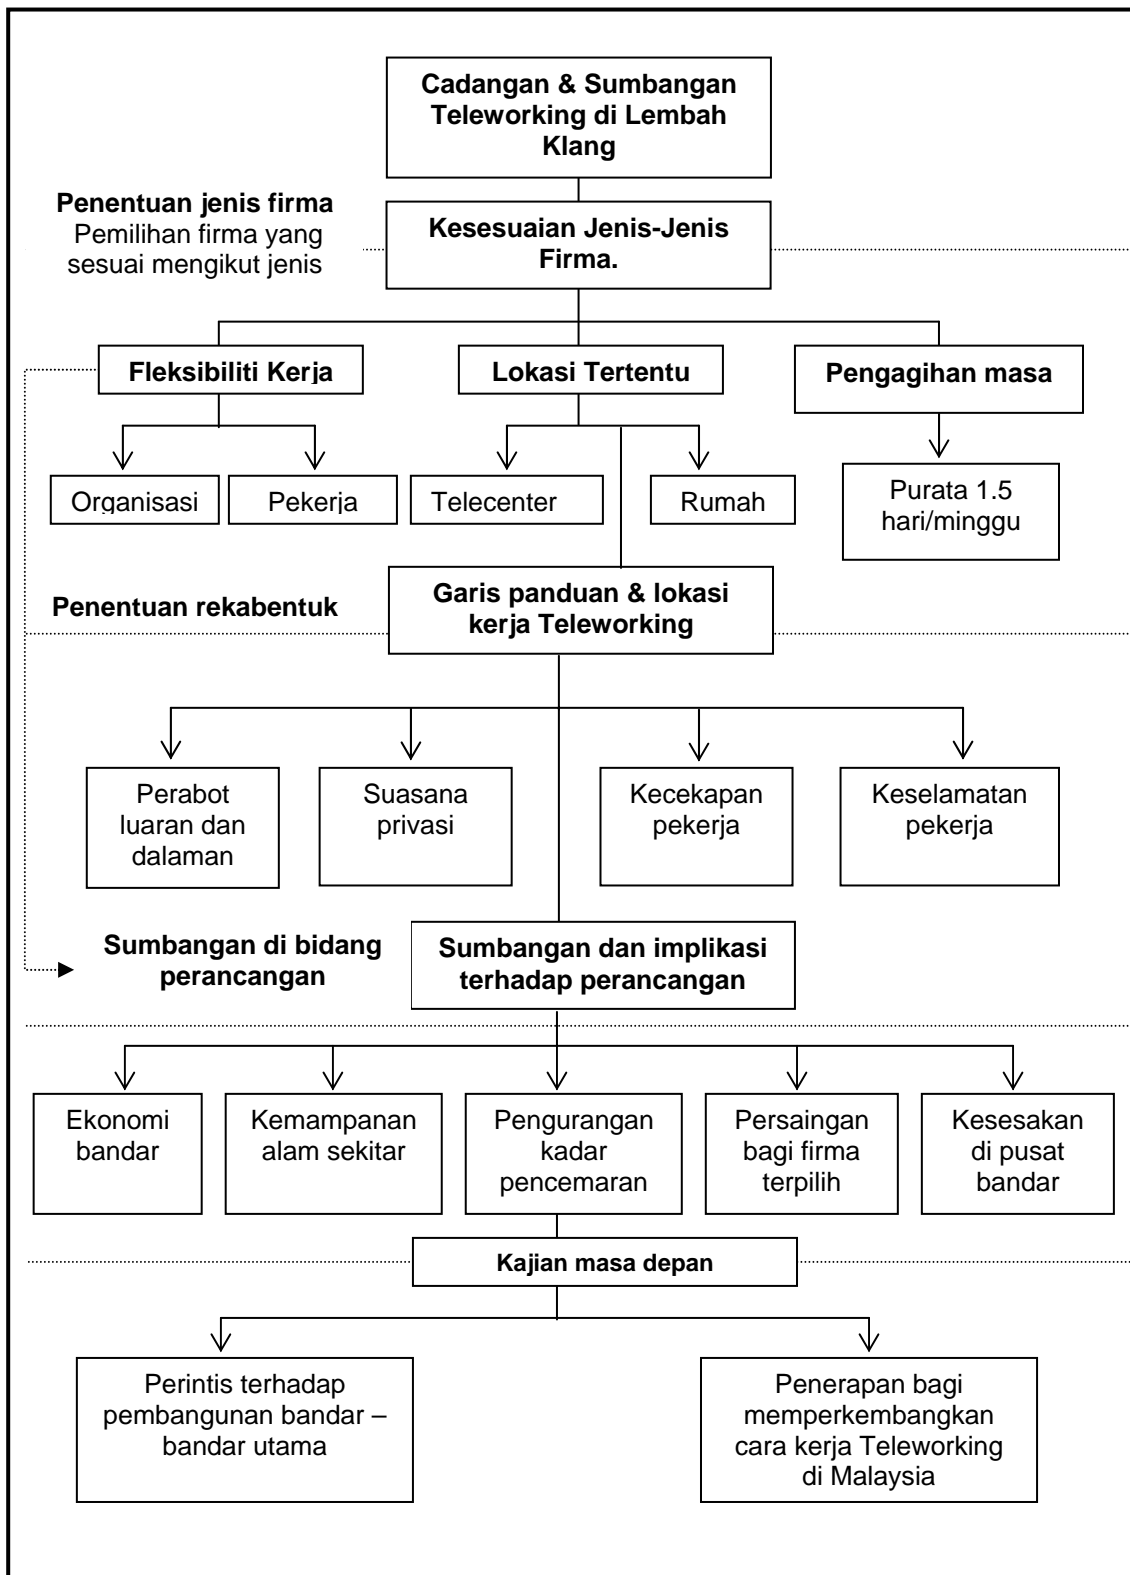 Cadangan & Sumbangan
Teleworking di Lembah
Klang
Penentuan jenis firma
Pemilihan firma yang
sesuai mengikut jenis
Kesesuaian Jenis-Jenis
Firma.
Fleksibiliti Kerja
Lokasi Tertentu
Pengagihan masa
Organisasi
Pekerja
Telecenter
Rumah
Purata 1.5
hari/minggu
Penentuan rekabentuk
Garis panduan & lokasi
kerja Teleworking
Perabot
luaran dan
dalaman
Suasana
privasi
Kecekapan
pekerja
Keselamatan
pekerja
Sumbangan di bidang
perancangan
Sumbangan dan implikasi
terhadap perancangan
Ekonomi
bandar
Kemampanan
alam sekitar
Pengurangan
kadar
pencemaran
Persaingan
bagi firma
terpilih
Kesesakan
di pusat
bandar
Kajian masa depan
Perintis terhadap
pembangunan bandar –
bandar utama
Penerapan bagi
memperkembangkan
cara kerja Teleworking
di Malaysia